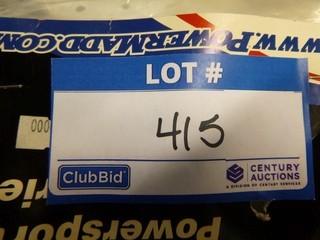 www.PowerMadd.com
LOT #
000
415
ClubBid
CENTURY AUCTIONS
A DIVISION OF CENTURY SERVICES
Powersport